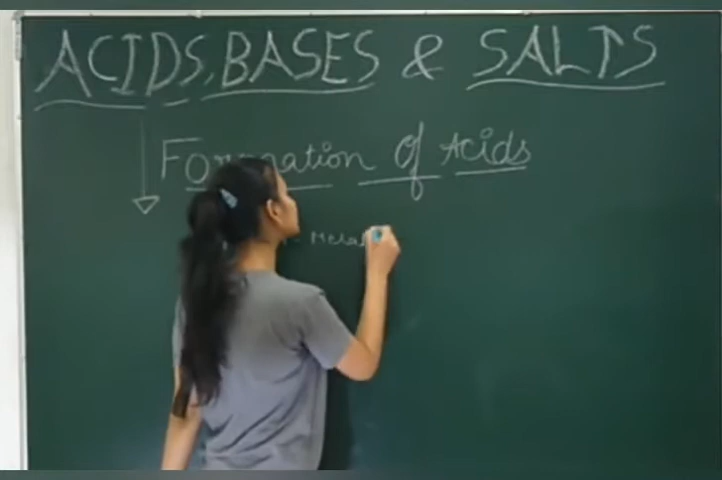 ACIDS, BASES & SALTS
Formation of Acids